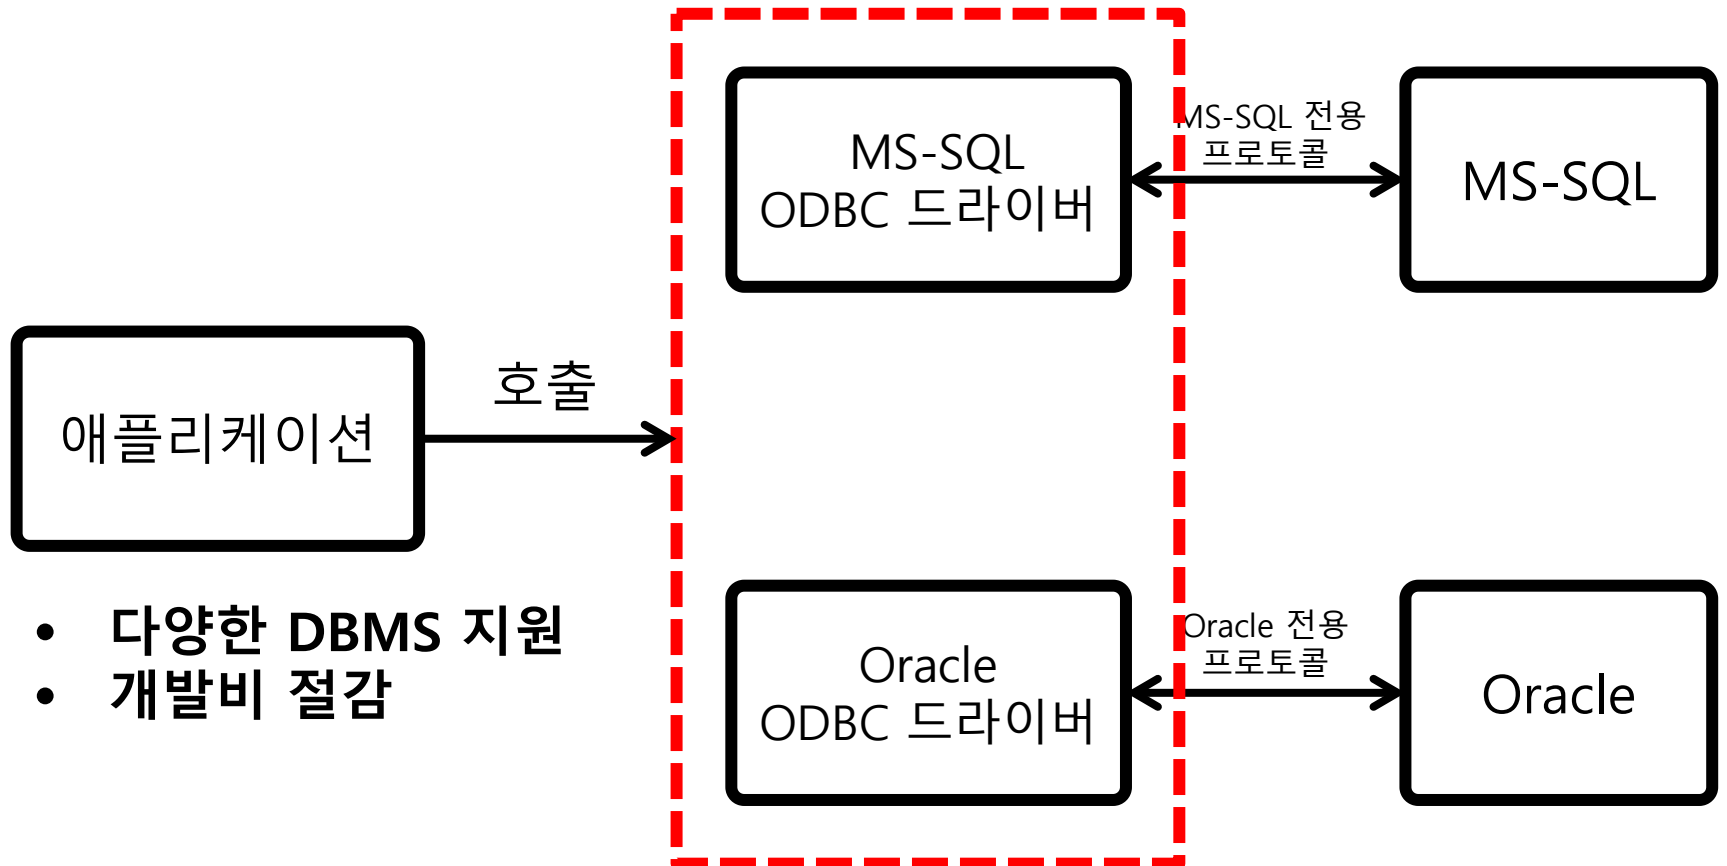 MS-SQL
ODBC 드라이버
MS-SQL 전용
프로토콜
MS-SQL
호출
애플리케이션
• 다양한 DBMS 지원
• 개발비 절감
Oracle
ODBC 드라이버
Oracle 전용
프로토콜
Oracle